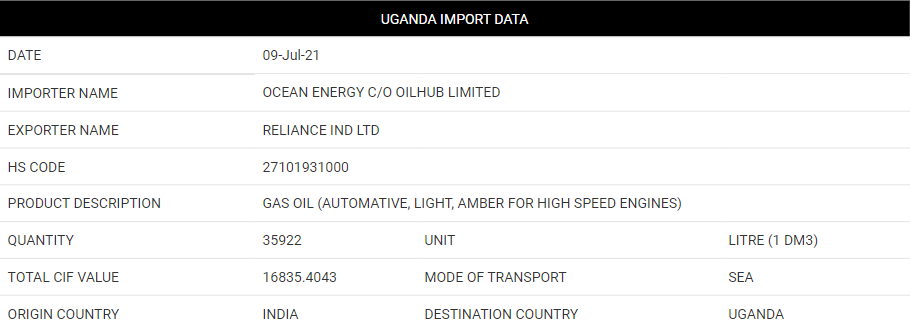 UGANDA IMPORT DATA
DATE 09-Jul-21
IMPORTER NAME OCEAN ENERGY C/O OILHUB LIMITED
EXPORTER NAME RELIANCE IND LTD
HS CODE 27101931000
PRODUCT DESCRIPTION GAS OIL (AUTOMATIVE, LIGHT, AMBER FOR HIGH SPEED ENGINES)
QUANTITY 35922 UNIT LITRE (1 DM3)
TOTAL CIF VALUE 16835.4043 MODE OF TRANSPORT SEA
ORIGIN COUNTRY INDIA DESTINATION COUNTRY UGANDA